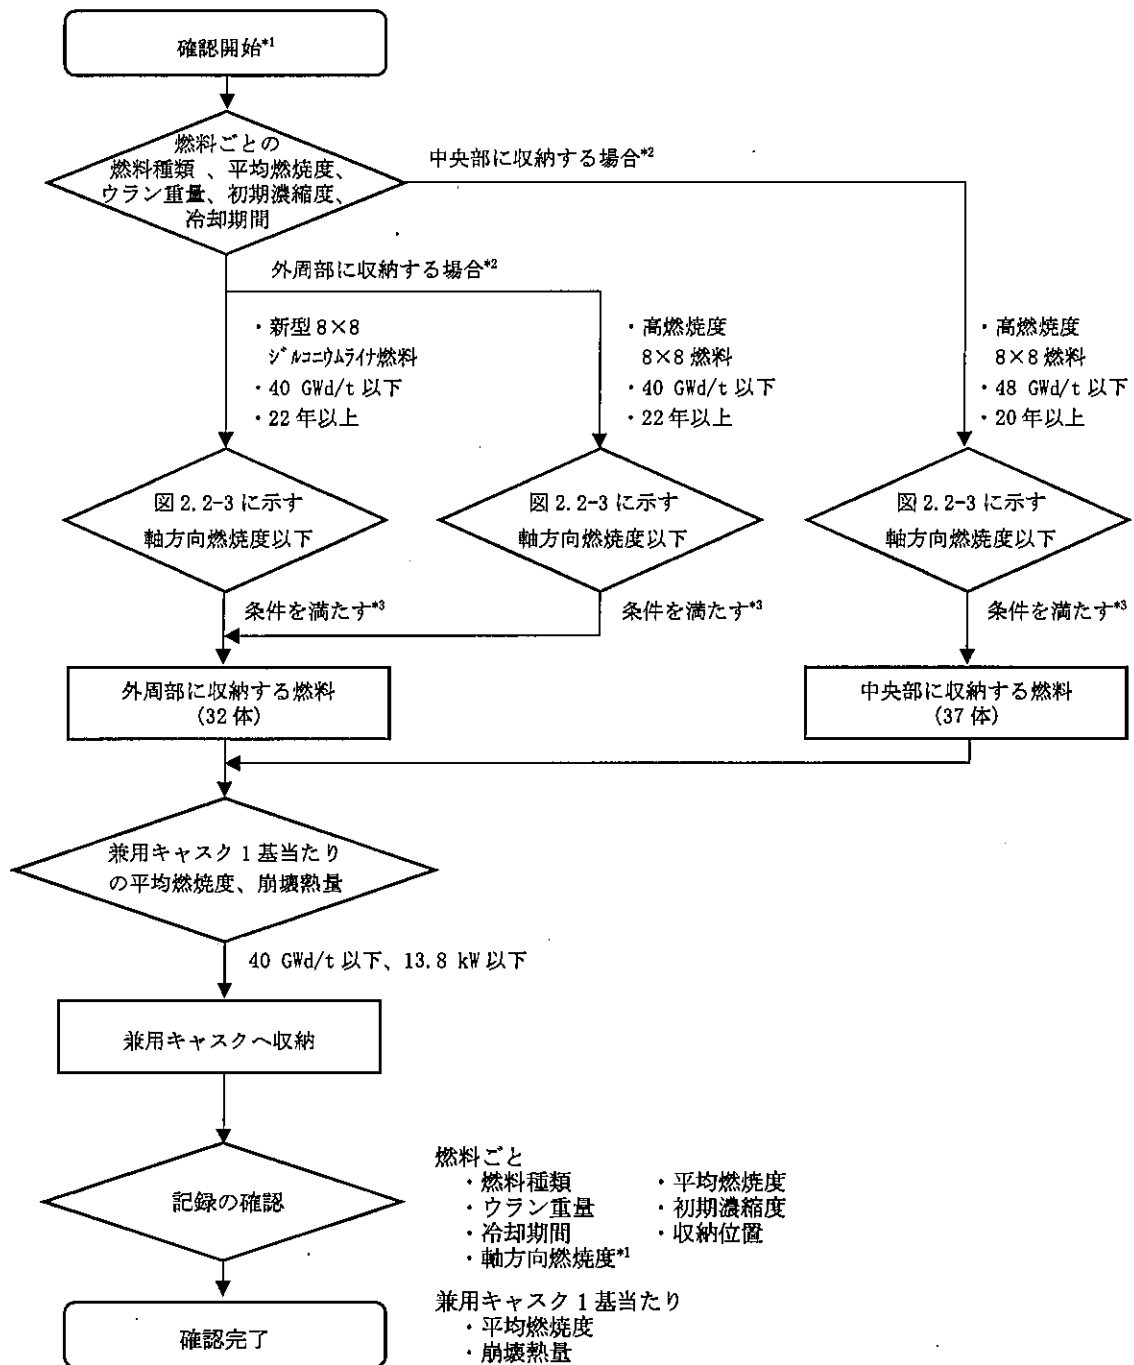 確認開始*1
燃料ごとの
燃料種類 、平均燃焼度、
ウラン重量、初期濃縮度、
冷却期間
中央部に収納する場合*2
外周部に収納する場合*2
・新型 8×8
ジルコニウムライナ燃料
・40 GWd/t 以下
・22 年以上
・高燃焼度
8×8 燃料
・40 GWd/t 以下
・22 年以上
・高燃焼度
8×8 燃料
・48 GWd/t 以下
・20 年以上
図 2.2-3 に示す
軸方向燃焼度以下
図 2.2-3 に示す
軸方向燃焼度以下
図 2.2-3 に示す
軸方向燃焼度以下
条件を満たす*3
条件を満たす*3
条件を満たす*3
外周部に収納する燃料
(32 体)
中央部に収納する燃料
(37 体)
兼用キャスク 1 基当たり
の平均燃焼度、崩壊熱量
40 GWd/t 以下、13.8 kW 以下
兼用キャスクへ収納
記録の確認
燃料ごと
・燃料種類 ・平均燃焼度
・ウラン重量 ・初期濃縮度
・冷却期間 ・収納位置
・軸方向燃焼度*1
兼用キャスク 1 基当たり
・平均燃焼度
・崩壊熱量
確認完了